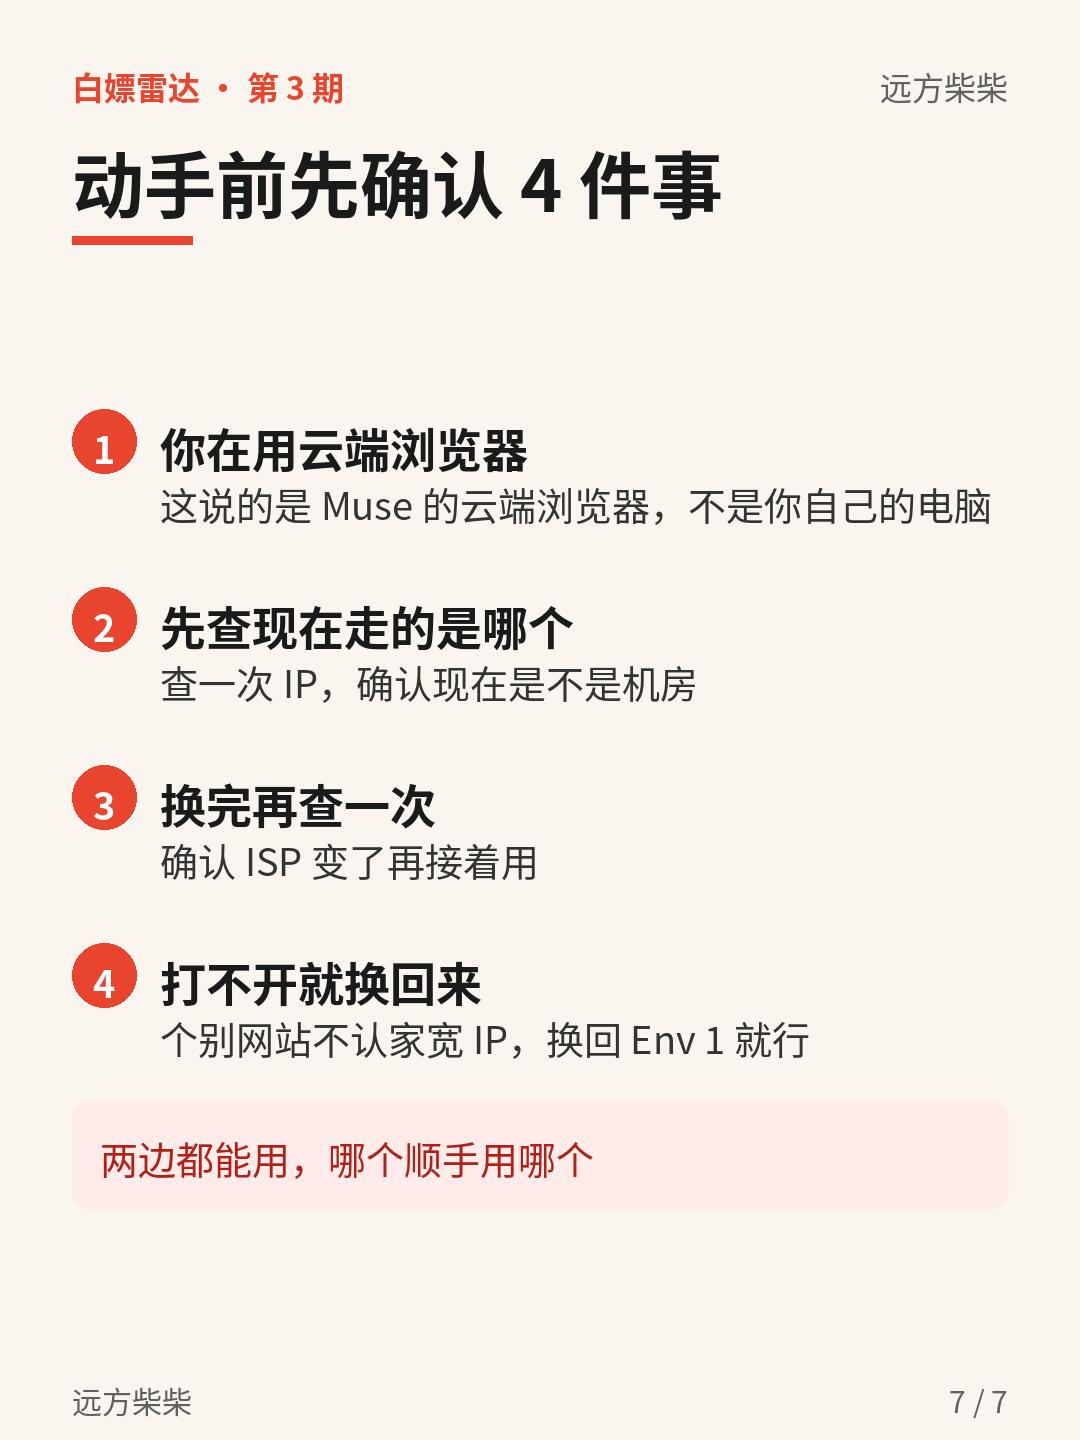 白嫖雷达 · 第 3 期
远方柴柴
动手前先确认 4 件事
1 你在用云端浏览器
这说的是 Muse 的云端浏览器，不是你自己的电脑
2 先查现在走的是哪个
查一次 IP，确认现在是不是机房
3 换完再查一次
确认 ISP 变了再接着用
4 打不开就换回来
个别网站不认家宽 IP，换回 Env 1 就行
两边都能用，哪个顺手用哪个
远方柴柴
7 / 7